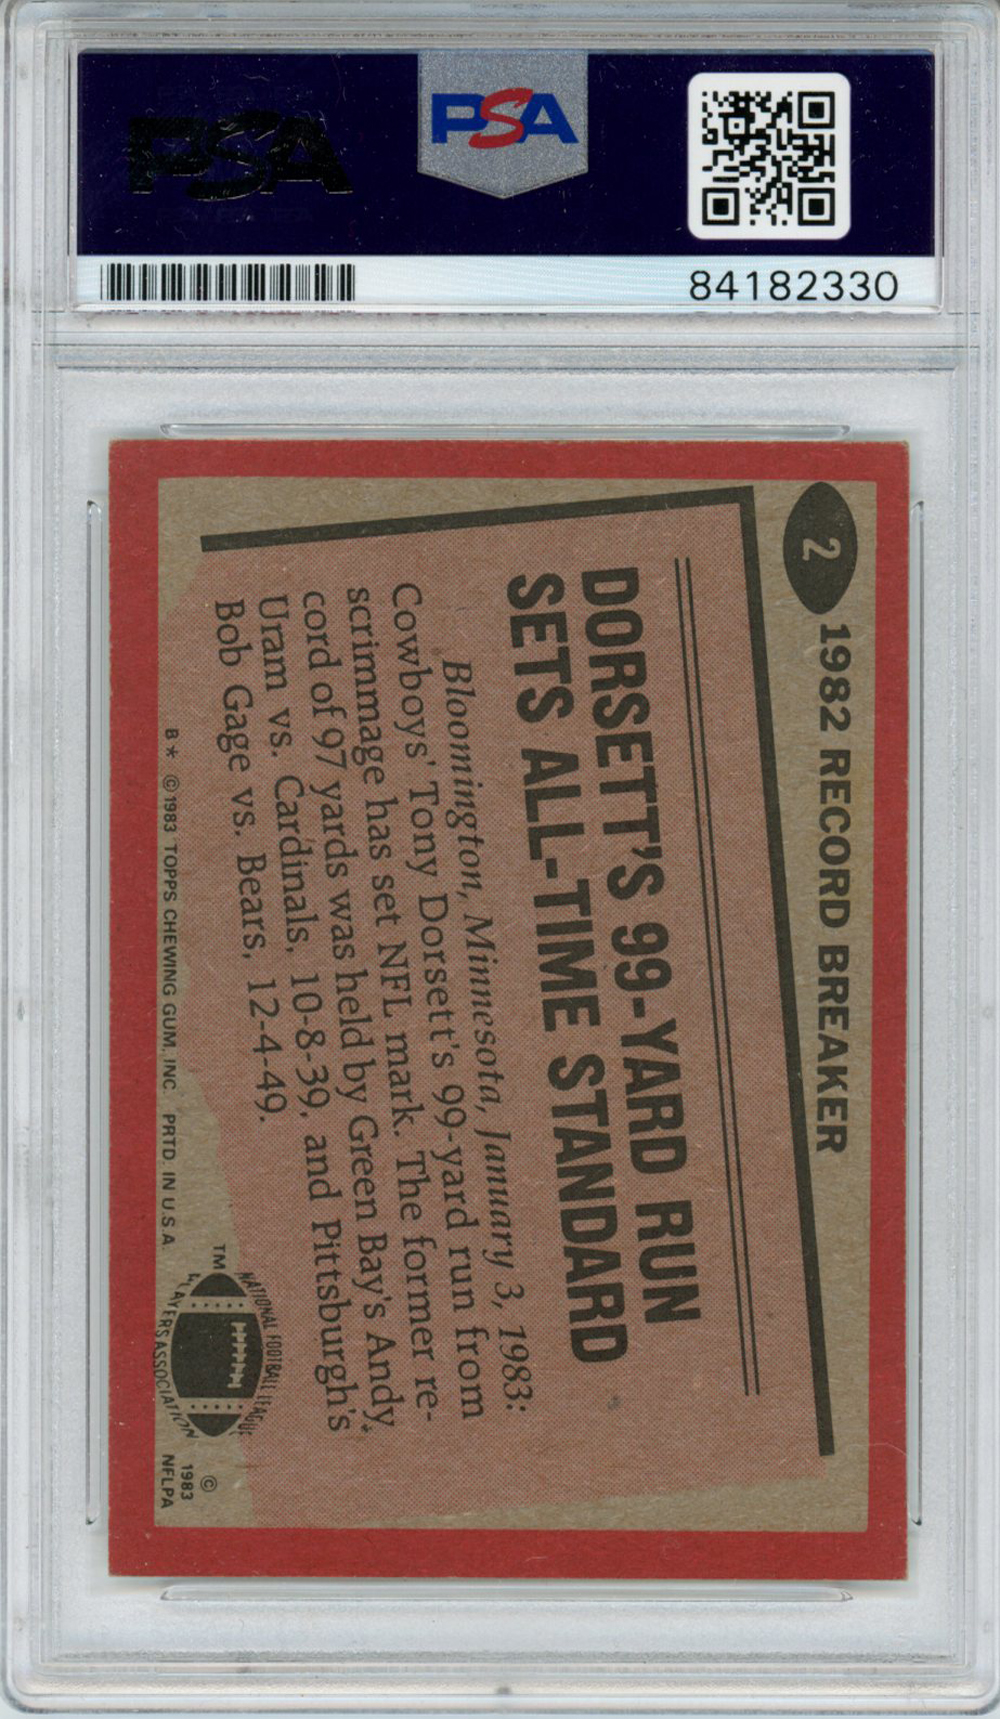 PSA
PSA
84182330
2
1982 RECORD BREAKER
DORSETT'S 99-YARD RUN
SETS ALL-TIME STANDARD
Bloomington, Minnesota, January 3, 1983:
Cowboys' Tony Dorsett's 99-yard run from
scrimmage has set NFL mark. The former re-
cord of 97 yards was held by Green Bay's Andy
Uram vs. Cardinals, 10-8-39, and Pittsburgh's
Bob Gage vs. Bears, 12-4-49.
B* © 1983 TOPPS CHEWING GUM, INC. PRTD. IN U.S.A.
TM
NATIONAL FOOTBALL LEAGUE
PLAYERS ASSOCIATION
©
1983
NFLPA